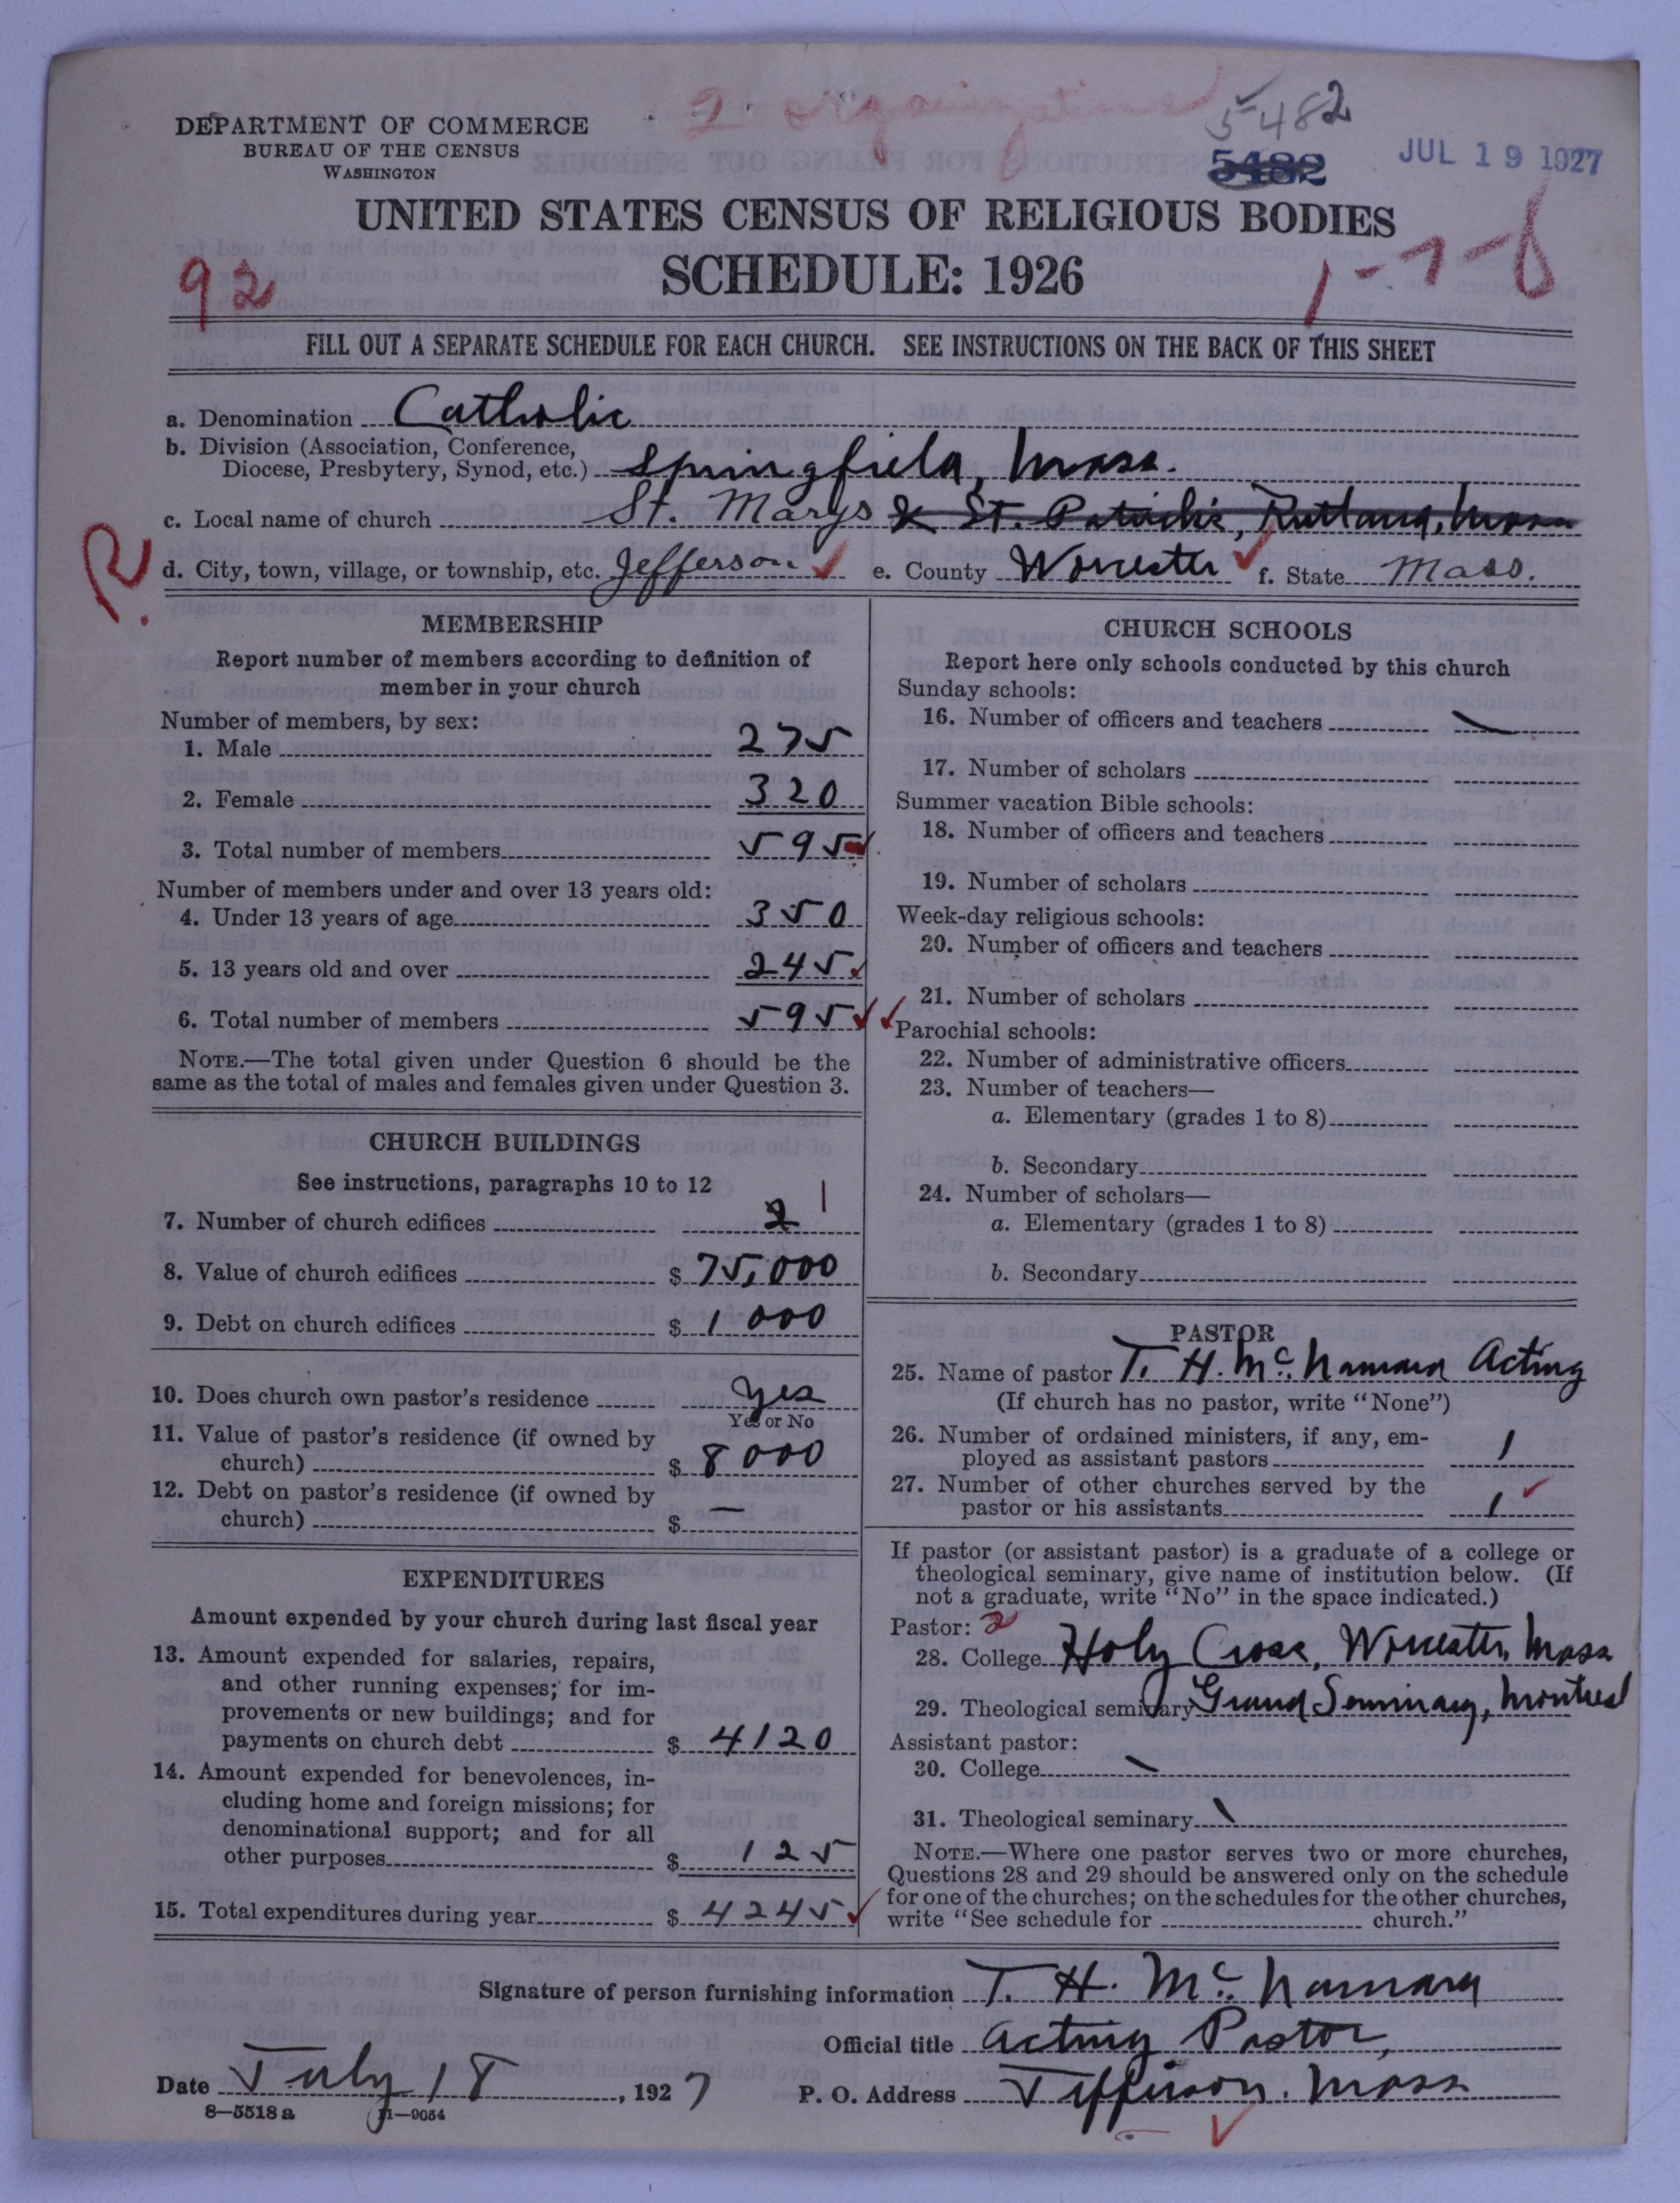 2 organizations
5482
5482
JUL 19 1927
DEPARTMENT OF COMMERCE
BUREAU OF THE CENSUS
WASHINGTON
UNITED STATES CENSUS OF RELIGIOUS BODIES
SCHEDULE: 1926
92
1-7-6
FILL OUT A SEPARATE SCHEDULE FOR EACH CHURCH. SEE INSTRUCTIONS ON THE BACK OF THIS SHEET
a. Denomination Catholic
b. Division (Association, Conference,
Diocese, Presbytery, Synod, etc.) Springfield, Mass.
c. Local name of church St. Marys & St. Patrick's, Rutland, Mass
R.
d. City, town, village, or township, etc. Jefferson e. County Worcester f. State Mass.
MEMBERSHIP
Report number of members according to definition of
member in your church
Number of members, by sex:
1. Male 275
2. Female 320
3. Total number of members 595
Number of members under and over 13 years old:
4. Under 13 years of age 350
5. 13 years old and over 245
6. Total number of members 595
NOTE.—The total given under Question 6 should be the
same as the total of males and females given under Question 3.
CHURCH BUILDINGS
See instructions, paragraphs 10 to 12
7. Number of church edifices 2 1
8. Value of church edifices $ 75,000
9. Debt on church edifices $ 1000
10. Does church own pastor's residence Yes
Yes or No
11. Value of pastor's residence (if owned by
church) $ 8000
12. Debt on pastor's residence (if owned by
church) $ —
EXPENDITURES
Amount expended by your church during last fiscal year
13. Amount expended for salaries, repairs,
and other running expenses; for im-
provements or new buildings; and for
payments on church debt $ 4120
14. Amount expended for benevolences, in-
cluding home and foreign missions; for
denominational support; and for all
other purposes $ 125
15. Total expenditures during year $ 4245
CHURCH SCHOOLS
Report here only schools conducted by this church
Sunday schools:
16. Number of officers and teachers
17. Number of scholars
Summer vacation Bible schools:
18. Number of officers and teachers
19. Number of scholars
Week-day religious schools:
20. Number of officers and teachers
21. Number of scholars
Parochial schools:
22. Number of administrative officers
23. Number of teachers—
a. Elementary (grades 1 to 8)
b. Secondary
24. Number of scholars—
a. Elementary (grades 1 to 8)
b. Secondary
PASTOR
25. Name of pastor T. H. McNamara Acting
(If church has no pastor, write "None")
26. Number of ordained ministers, if any, em-
ployed as assistant pastors 1
27. Number of other churches served by the
pastor or his assistants 1
If pastor (or assistant pastor) is a graduate of a college or
theological seminary, give name of institution below. (If
not a graduate, write "No" in the space indicated.)
Pastor: 2
28. College Holy Cross, Worcester, Mass
29. Theological seminary Grand Seminary, Montreal
Assistant pastor:
30. College
31. Theological seminary
NOTE.—Where one pastor serves two or more churches,
Questions 28 and 29 should be answered only on the schedule
for one of the churches; on the schedules for the other churches,
write "See schedule for church."
Signature of person furnishing information T. H. McNamara
Official title Acting Pastor,
Date July 18, 1927 P. O. Address Jefferson, Mass
8—5518 a 11—9054